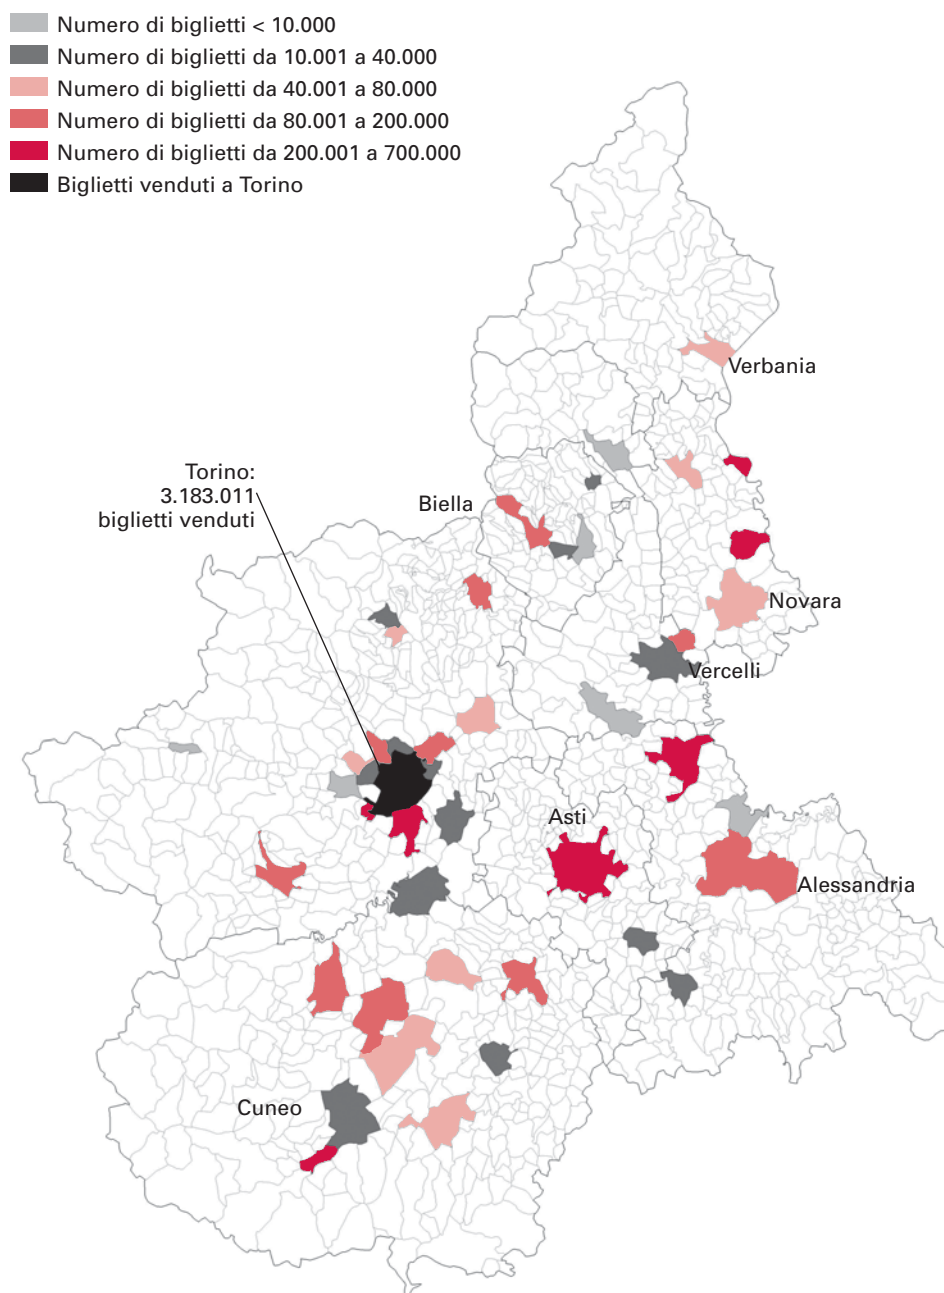 Numero di biglietti < 10.000
Numero di biglietti da 10.001 a 40.000
Numero di biglietti da 40.001 a 80.000
Numero di biglietti da 80.001 a 200.000
Numero di biglietti da 200.001 a 700.000
Biglietti venduti a Torino
Verbania
Torino:
3.183.011
biglietti venduti
Biella
Novara
Vercelli
Asti
Alessandria
Cuneo